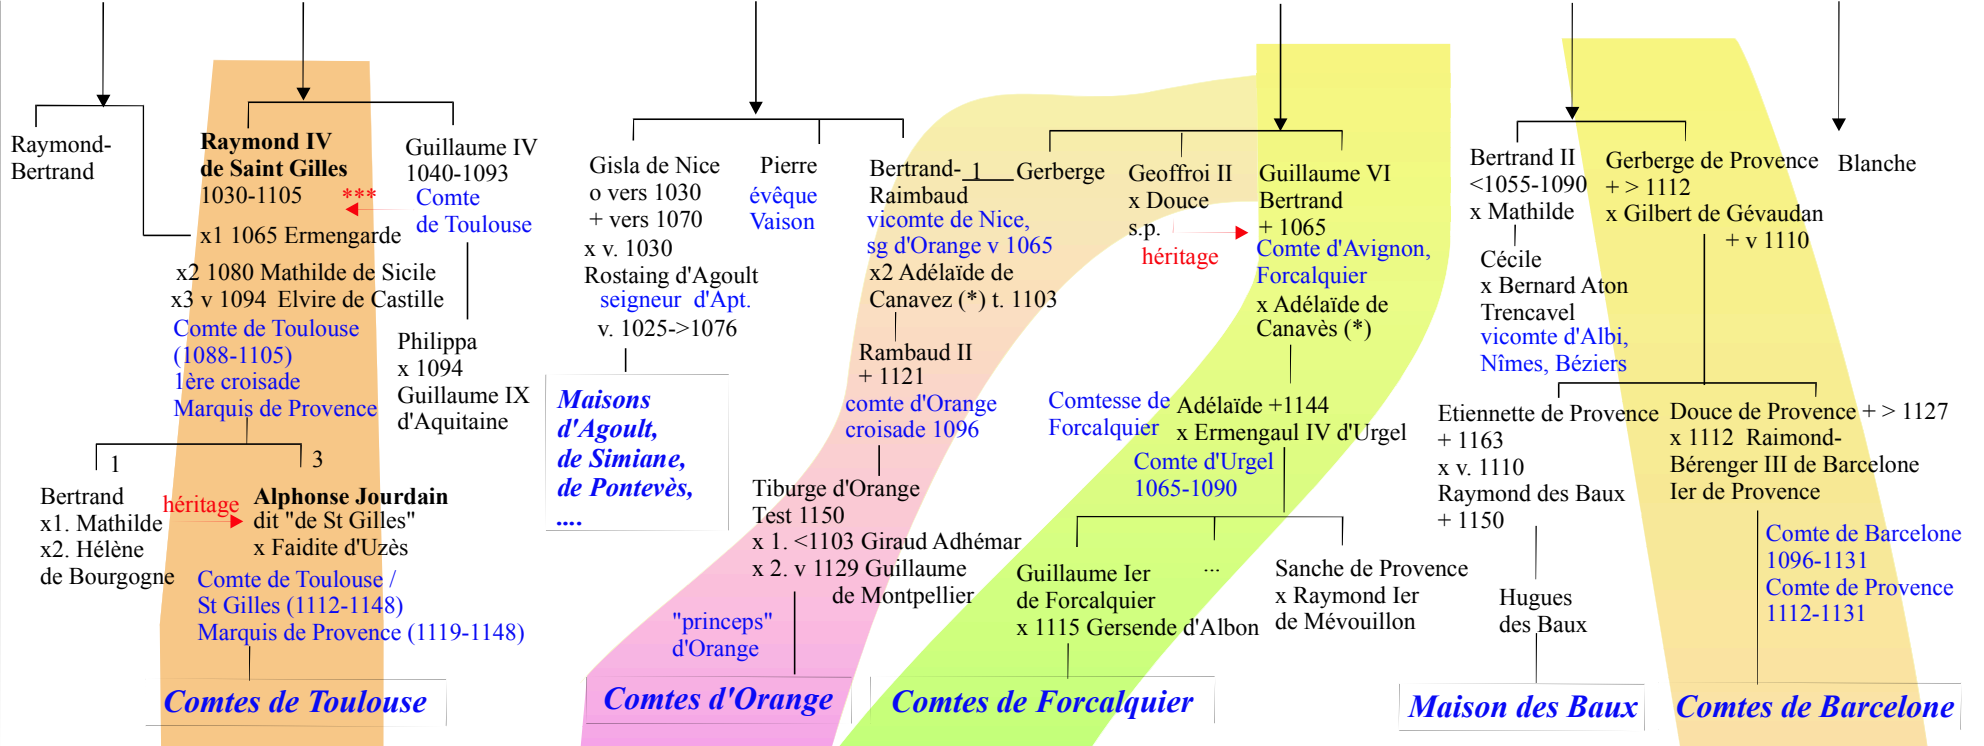 Raymond-
Bertrand
Raymond IV
de Saint Gilles
1030-1105
x1 1065 Ermengarde
x2 1080 Mathilde de Sicile
x3 v 1094 Elvire de Castille
Comte de Toulouse
(1088-1105)
1ère croisade
Marquis de Provence
***
Guillaume IV
1040-1093
Comte
de Toulouse
Philippa
x 1094
Guillaume IX
d'Aquitaine
1
3
Bertrand
x1. Mathilde
x2. Hélène
de Bourgogne
héritage
Alphonse Jourdain
dit "de St Gilles"
x Faidite d'Uzès
Comte de Toulouse /
St Gilles (1112-1148)
Marquis de Provence (1119-1148)
Comtes de Toulouse
Gisla de Nice
o vers 1030
+ vers 1070
x v. 1030
Rostaing d'Agoult
seigneur d'Apt.
v. 1025->1076
Maisons
d'Agoult,
de Simiane,
de Pontevès,
....
Pierre
évêque
Vaison
Bertrand-
Raimbaud
vicomte de Nice,
sg d'Orange v 1065
x2 Adélaïde de
Canavez (*) t. 1103
1
Gerberge
Rambaud II
+ 1121
comte d'Orange
croisade 1096
Tiburge d'Orange
Test 1150
x 1. <1103 Giraud Adhémar
x 2. v 1129 Guillaume
de Montpellier
"princeps"
d'Orange
Comtes d'Orange
Geoffroi II
x Douce
s.p.
héritage
Guillaume VI
Bertrand
+ 1065
Comte d'Avignon,
Forcalquier
x Adélaïde de
Canavès (*)
Comtesse de
Forcalquier
Adélaïde +1144
x Ermengaul IV d'Urgel
Comte d'Urgel
1065-1090
Guillaume Ier
de Forcalquier
x 1115 Gersende d'Albon
...
Sanche de Provence
x Raymond Ier
de Mévouillon
Comtes de Forcalquier
Bertrand II
<1055-1090
x Mathilde
Cécile
x Bernard Aton
Trencavel
vicomte d'Albi,
Nîmes, Béziers
Gerberge de Provence
+ > 1112
x Gilbert de Gévaudan
+ v 1110
Blanche
Etiennette de Provence
+ 1163
x v. 1110
Raymond des Baux
+ 1150
Hugues
des Baux
Maison des Baux
Douce de Provence + > 1127
x 1112 Raimond-
Bérenger III de Barcelone
Ier de Provence
Comte de Barcelone
1096-1131
Comte de Provence
1112-1131
Comtes de Barcelone